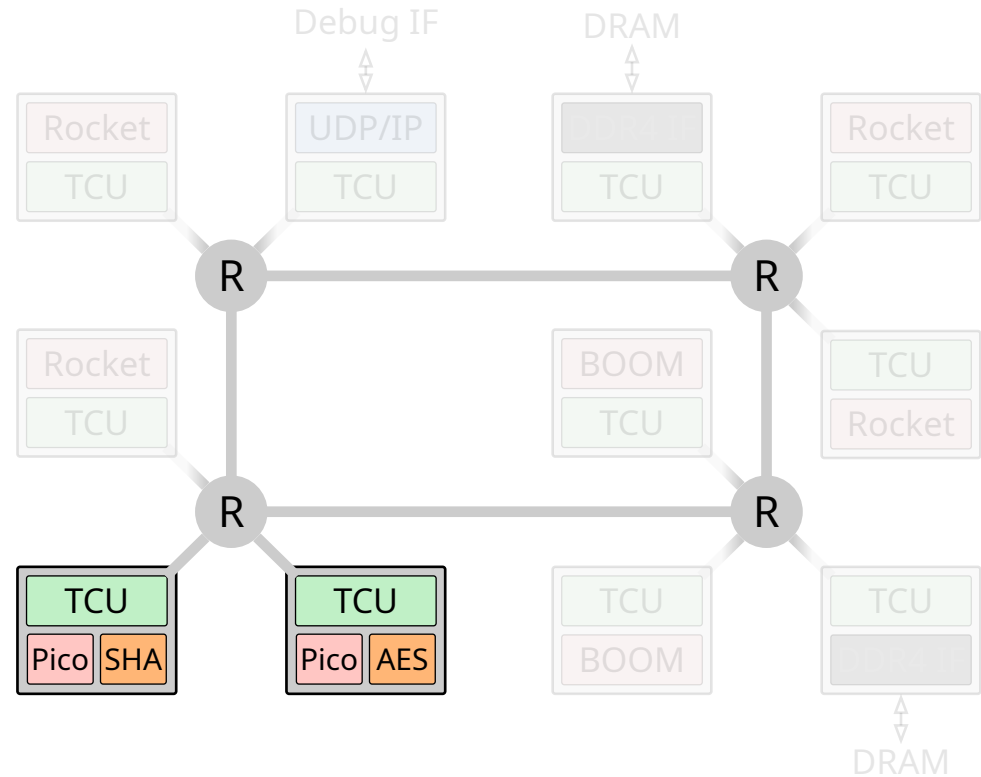 Debug IF
DRAM
Rocket
TCU
UDP/IP
TCU
TCU
Rocket
TCU
R
R
Rocket
TCU
BOOM
TCU
TCU
Rocket
R
R
TCU
Pico
SHA
TCU
Pico
AES
TCU
BOOM
TCU
DRAM